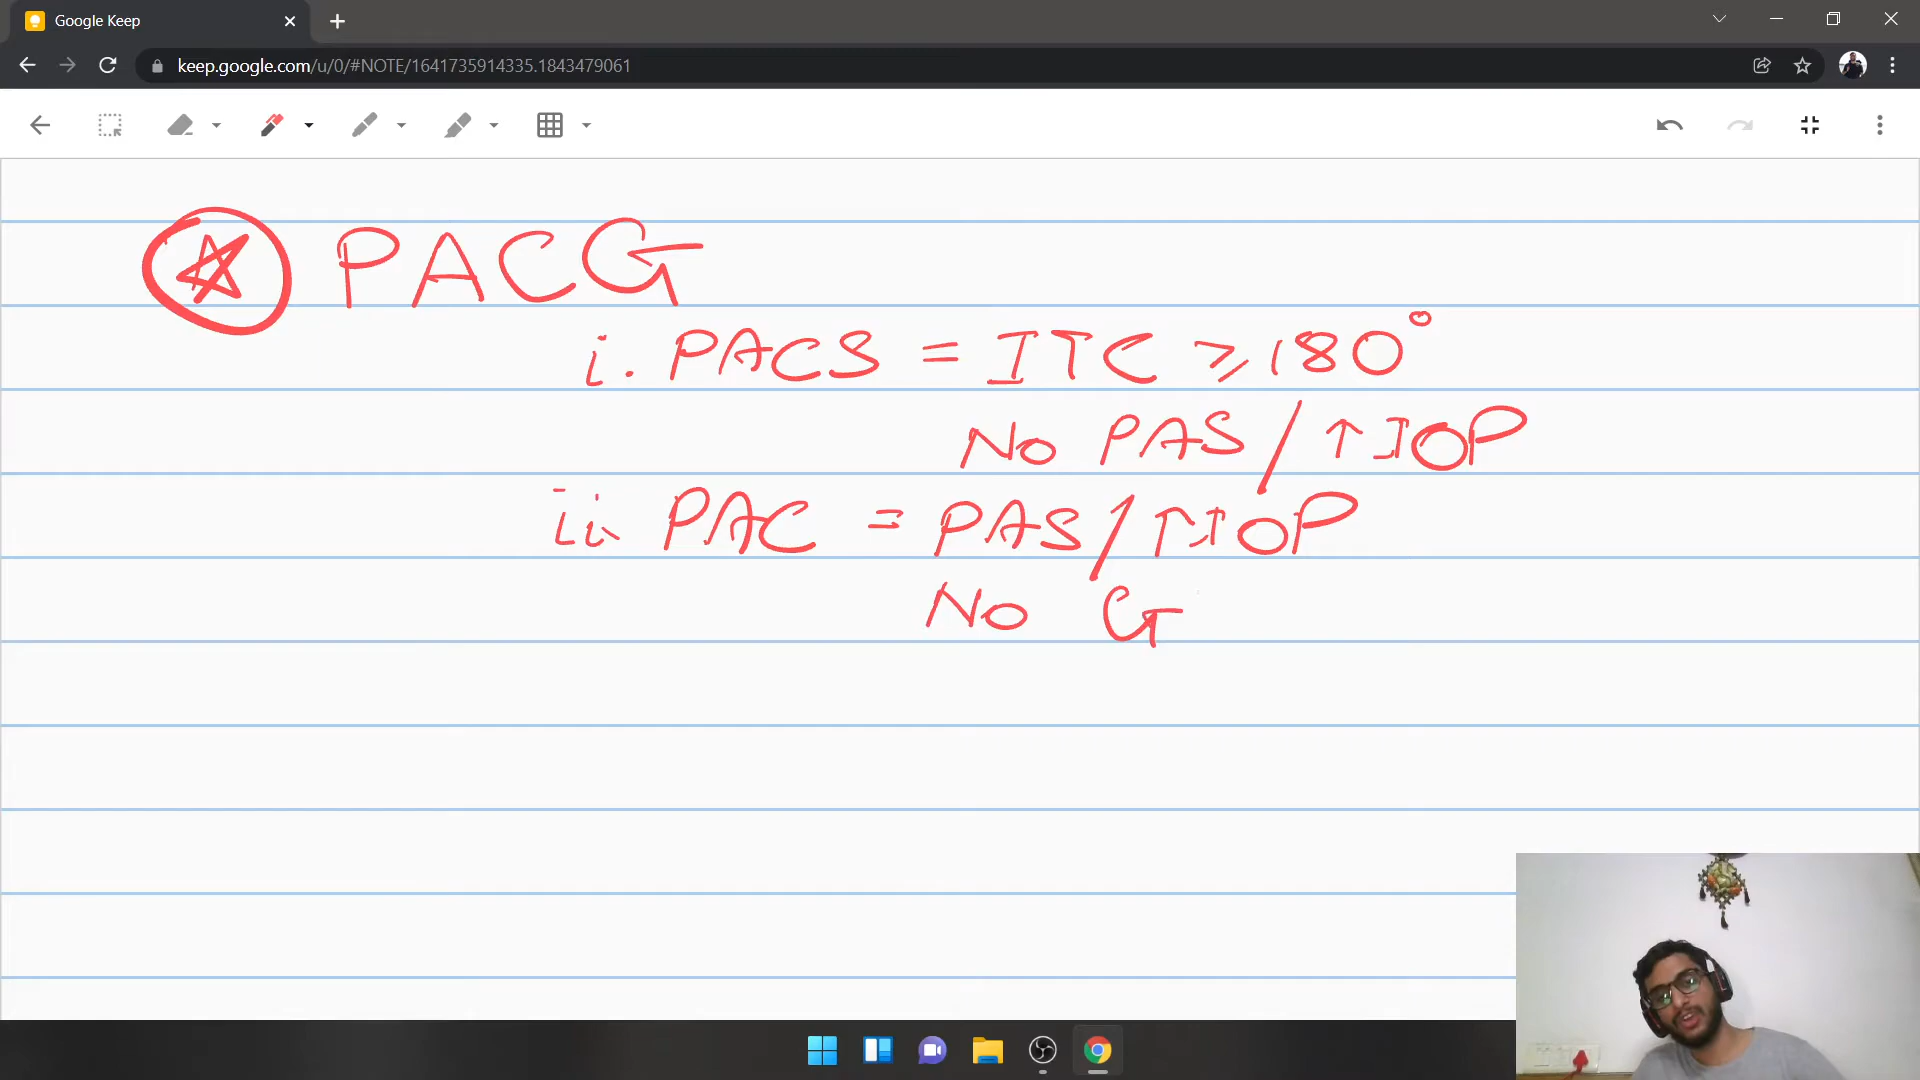 Google Keep
keep.google.com/u/0/#NOTE/1641735914335.1843479061
PACG
i. PACS = ITC ⩾ 180°
No PAS / ↑ IOP
ii. PAC = PAS / ↑ IOP
No G